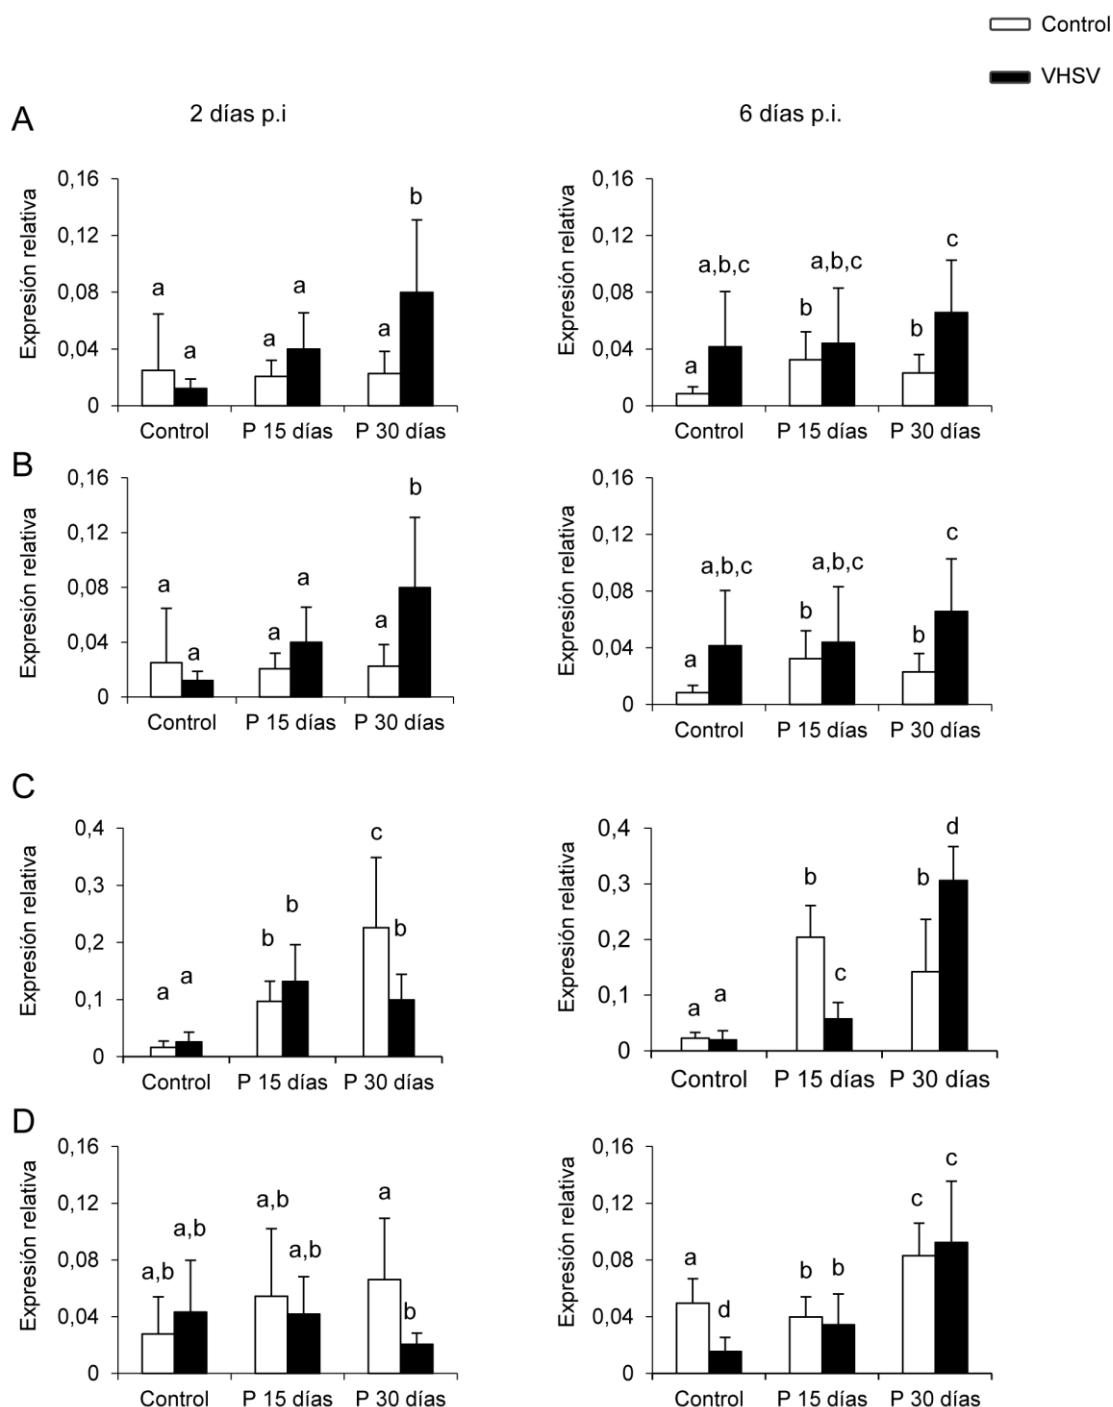 Control
VHSV
2 días p.i
6 días p.i.
A
Expresión relativa
0,16
0,12
0,08
0,04
0
a
a
a
a
a
b
Control
P 15 días
P 30 días
Expresión relativa
0,16
0,12
0,08
0,04
0
a
a,b,c
b
a,b,c
b
c
Control
P 15 días
P 30 días
B
Expresión relativa
0,16
0,12
0,08
0,04
0
a
a
a
a
a
b
Control
P 15 días
P 30 días
Expresión relativa
0,16
0,12
0,08
0,04
0
a
a,b,c
b
a,b,c
b
c
Control
P 15 días
P 30 días
C
Expresión relativa
0,4
0,3
0,2
0,1
0
a
a
b
b
c
b
Control
P 15 días
P 30 días
Expresión relativa
0,4
0,3
0,2
0,1
0
a
a
b
c
b
d
Control
P 15 días
P 30 días
D
Expresión relativa
0,16
0,12
0,08
0,04
0
a,b
a,b
a,b
a,b
a
b
Control
P 15 días
P 30 días
Expresión relativa
0,16
0,12
0,08
0,04
0
a
d
b
b
c
c
Control
P 15 días
P 30 días